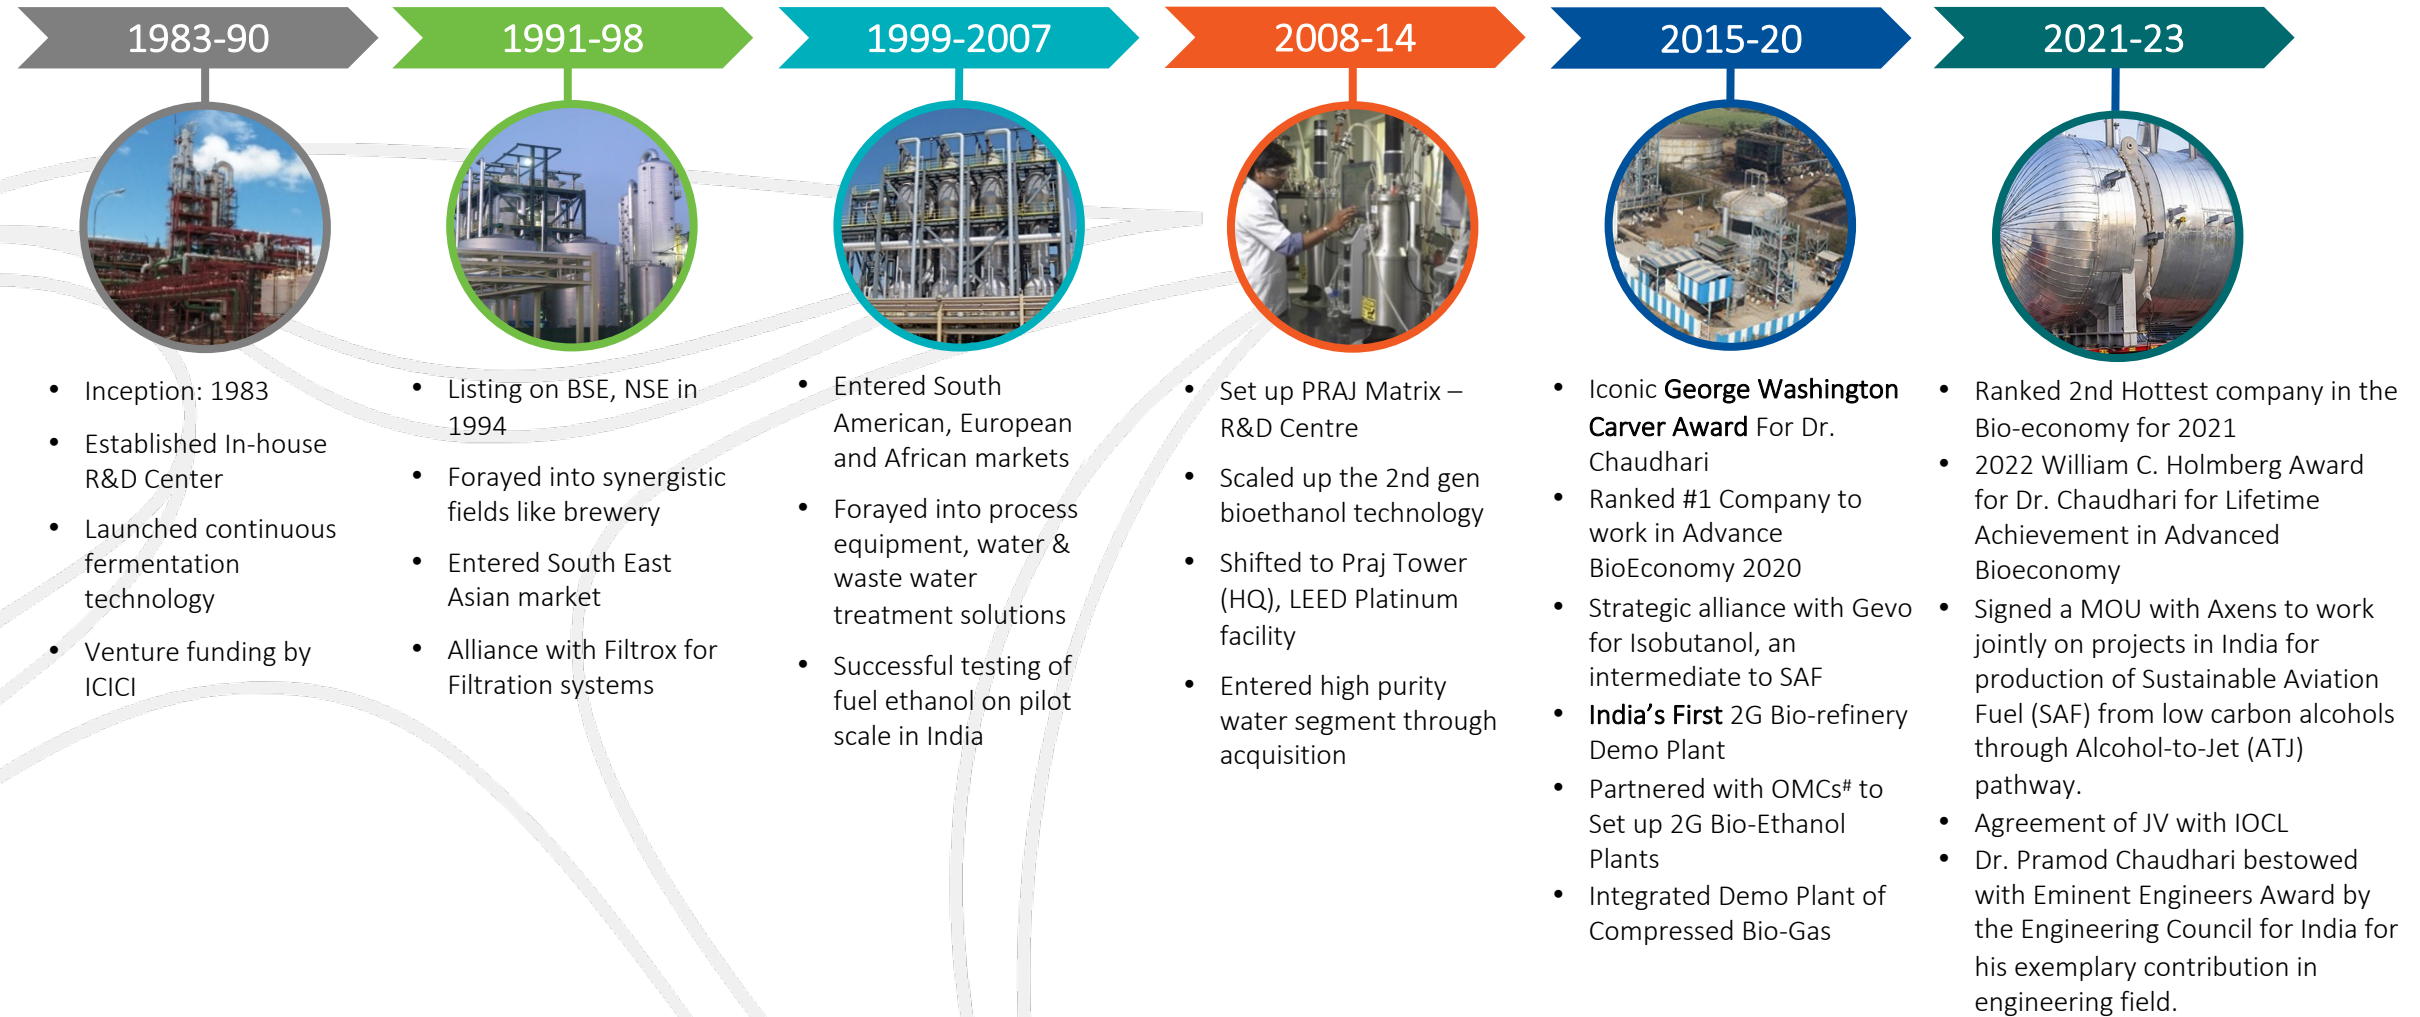 1983-90
• Inception: 1983
• Established In-house
R&D Center
• Launched continuous
fermentation
technology
• Venture funding by
ICICI
1991-98
• Listing on BSE, NSE in
1994
• Forayed into synergistic
fields like brewery
• Entered South East
Asian market
• Alliance with Filtrox for
Filtration systems
1999-2007
• Entered South
American, European
and African markets
• Forayed into process
equipment, water &
waste water
treatment solutions
• Successful testing of
fuel ethanol on pilot
scale in India
2008-14
• Set up PRAJ Matrix –
R&D Centre
• Scaled up the 2nd gen
bioethanol technology
• Shifted to Praj Tower
(HQ), LEED Platinum
facility
• Entered high purity
water segment through
acquisition
2015-20
• Iconic George Washington
Carver Award For Dr.
Chaudhari
• Ranked #1 Company to
work in Advance
BioEconomy 2020
• Strategic alliance with Gevo
for Isobutanol, an
intermediate to SAF
• India’s First 2G Bio-refinery
Demo Plant
• Partnered with OMCs# to
Set up 2G Bio-Ethanol
Plants
• Integrated Demo Plant of
Compressed Bio-Gas
2021-23
• Ranked 2nd Hottest company in the
Bio-economy for 2021
• 2022 William C. Holmberg Award
for Dr. Chaudhari for Lifetime
Achievement in Advanced
Bioeconomy
• Signed a MOU with Axens to work
jointly on projects in India for
production of Sustainable Aviation
Fuel (SAF) from low carbon alcohols
through Alcohol-to-Jet (ATJ)
pathway.
• Agreement of JV with IOCL
• Dr. Pramod Chaudhari bestowed
with Eminent Engineers Award by
the Engineering Council for India for
his exemplary contribution in
engineering field.